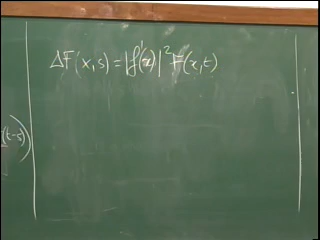 ΔF(x,s) = |f'(z)|² F(z,t)
(t-s))